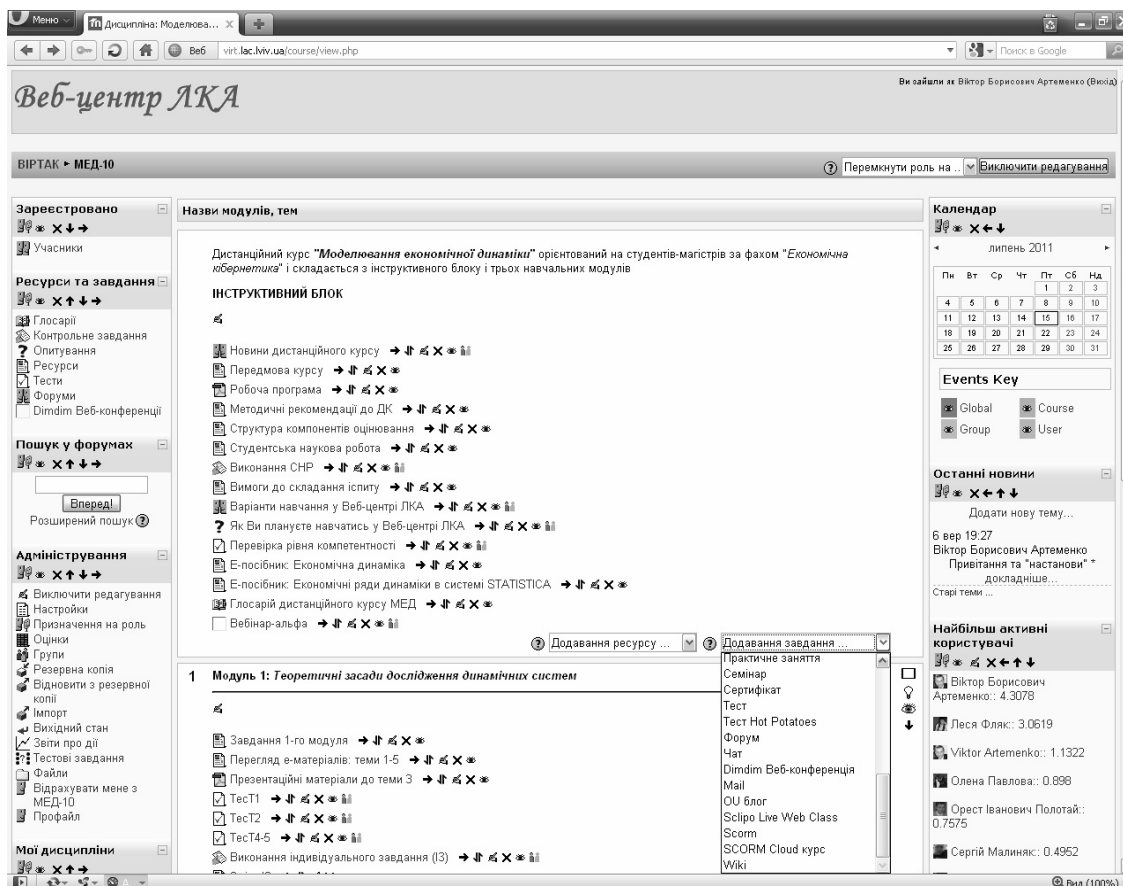 Меню
Дисципліна: Моделюва...
Веб
virt.lac.lviv.ua/course/view.php
Поиск в Google
Веб-центр ЛКА
Ви зайшли як Віктор Борисович Артеменко (Вихід)
ВІРТАК ► МЕД-10
Перемкнути роль на ...
Виключити редагування
Зареєстровано
Учасники
Ресурси та завдання
Глосарії
Контрольне завдання
Опитування
Ресурси
Тести
Форуми
Dimdim Веб-конференції
Пошук у форумах
Вперед!
Розширений пошук
Адміністрування
Виключити редагування
Настройки
Призначення на роль
Оцінки
Групи
Резервна копія
Відновити з резервної
копії
Імпорт
Вихідний стан
Звіти про дії
Тестові завдання
Файли
Відрахувати мене з
МЕД-10
Профайл
Мої дисципліни
Назви модулів, тем
Дистанційний курс "Моделювання економічної динаміки" орієнтований на студентів-магістрів за фахом "Економічна
кібернетика" і складається з інструктивного блоку і трьох навчальних модулів
ІНСТРУКТИВНИЙ БЛОК
Новини дистанційного курсу
Передмова курсу
Робоча програма
Методичні рекомендації до ДК
Структура компонентів оцінювання
Студентська наукова робота
Виконання СНР
Вимоги до складання іспиту
Варіанти навчання у Веб-центрі ЛКА
Як Ви плануєте навчатись у Веб-центрі ЛКА
Перевірка рівня компетентності
Е-посібник: Економічна динаміка
Е-посібник: Економічні ряди динаміки в системі STATISTICA
Глосарій дистанційного курсу МЕД
Вебінар-альфа
Додавання ресурсу ...
Додавання завдання ...
Практичне заняття
Семінар
Сертифікат
Тест
Тест Hot Potatoes
Форум
Чат
Dimdim Веб-конференція
Mail
OU блог
Sclipo Live Web Class
Scorm
SCORM Cloud курс
Wiki
1 Модуль 1: Теоретичні засади дослідження динамічних систем
Завдання 1-го модуля
Перегляд е-матеріалів: теми 1-5
Презентаційні матеріали до теми 3
ТесТ1
ТесТ2
ТесТ4-5
Виконання індивідуального завдання (ІЗ)
Календар
липень 2011
Пн Вт Ср Чт Пт Сб Нд
1 2 3
4 5 6 7 8 9 10
11 12 13 14 15 16 17
18 19 20 21 22 23 24
25 26 27 28 29 30 31
Events Key
Global Course
Group User
Останні новини
Додати нову тему...
6 вер 19:27
Віктор Борисович Артеменко
Привітання та "настанови" *
докладніше...
Старі теми ...
Найбільш активні
користувачі
Віктор Борисович
Артеменко:: 4.3078
Леся Фляк:: 3.0619
Viktor Artemenko:: 1.1322
Олена Павлова:: 0.898
Орест Іванович Полотай::
0.7575
Сергій Малиняк:: 0.4952
Вид (100%)